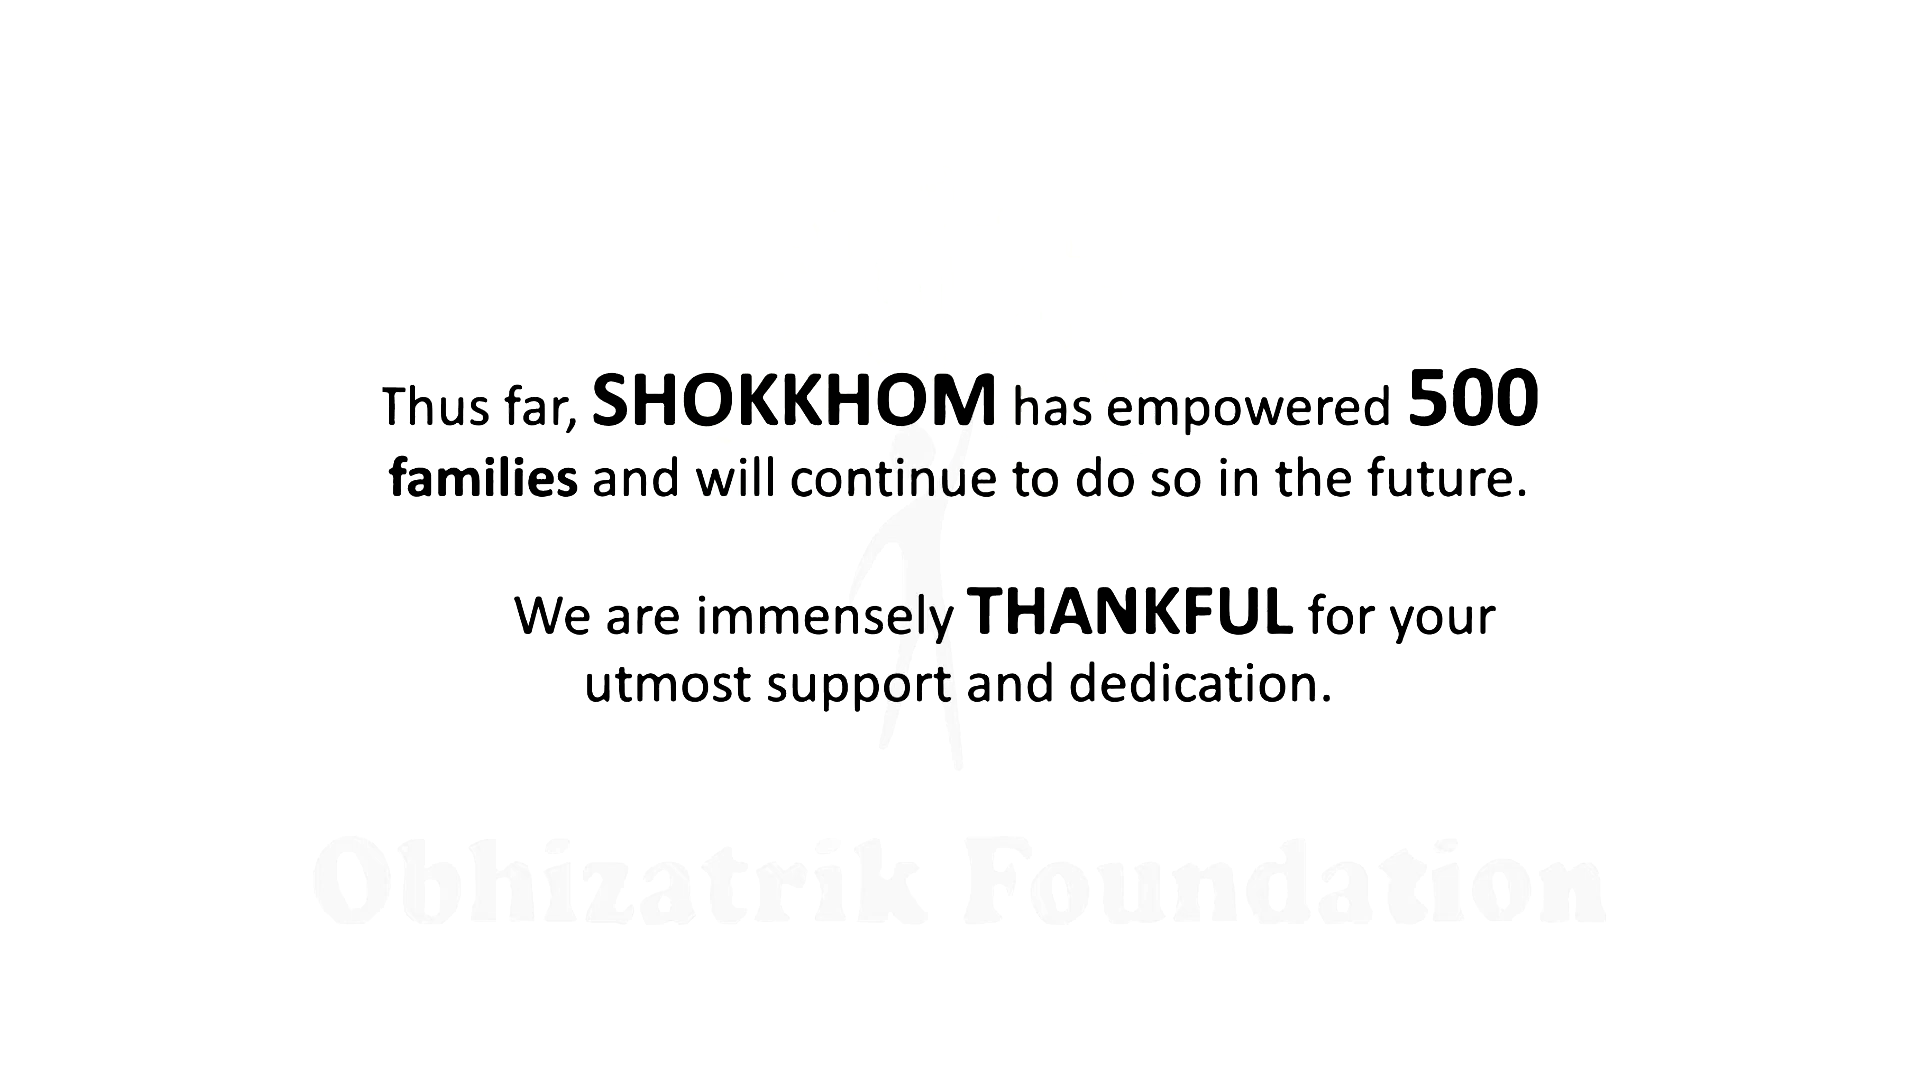 Thus far, SHOKKHOM has empowered 500
families and will continue to do so in the future.
We are immensely THANKFUL for your
utmost support and dedication.
Obhizatrik Foundation